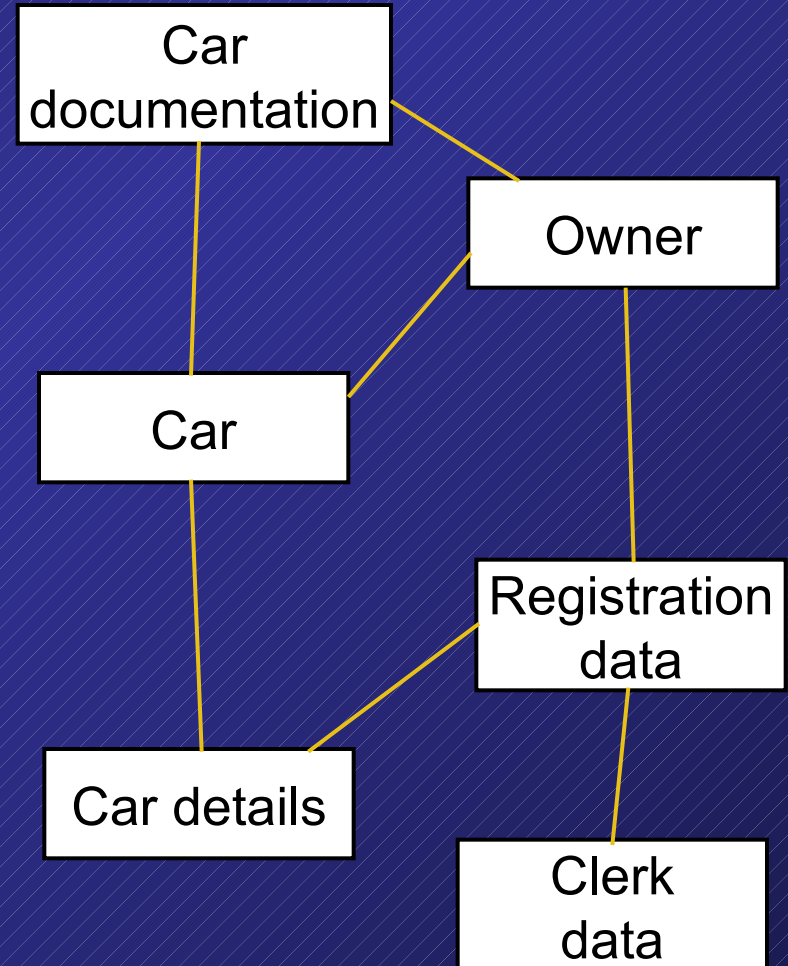 Car
documentation
Owner
Car
Registration
data
Car details
Clerk
data